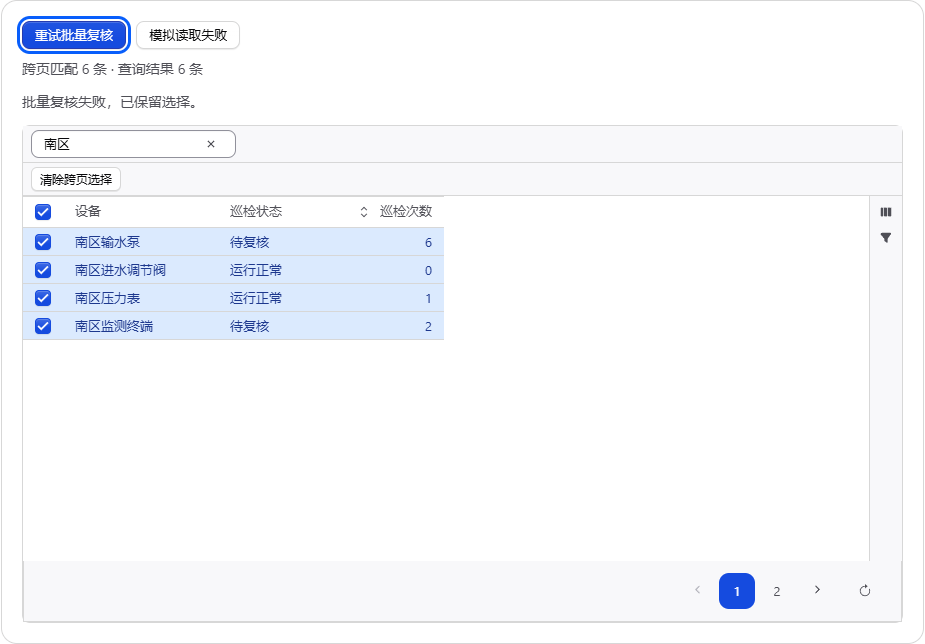 重试批量复核 模拟读取失败
跨页匹配 6 条 · 查询结果 6 条
批量复核失败，已保留选择。
南区 ×
清除跨页选择
设备 巡检状态 巡检次数
南区输水泵 待复核 6
南区进水调节阀 运行正常 0
南区压力表 运行正常 1
南区监测终端 待复核 2
1 2